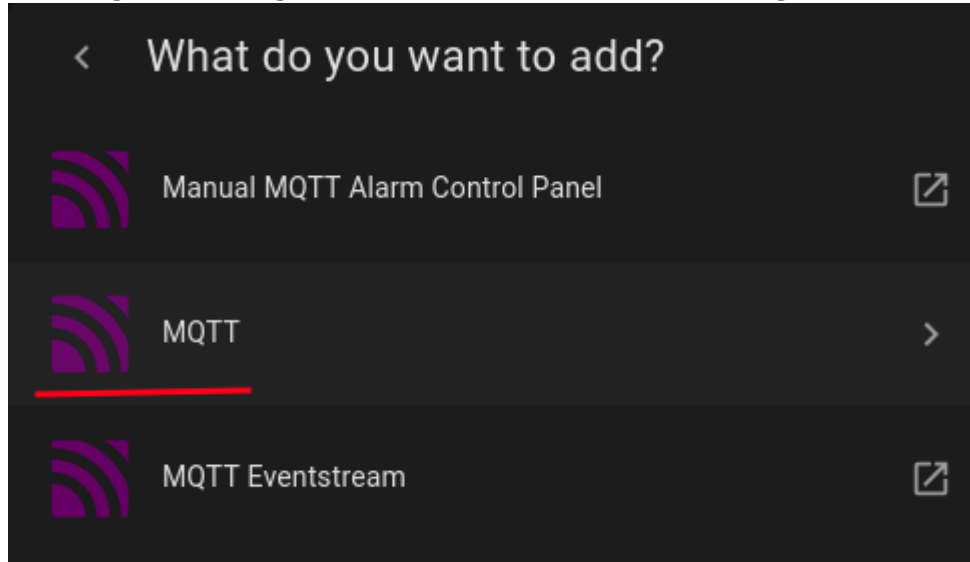 What do you want to add?
Manual MQTT Alarm Control Panel
MQTT
MQTT Eventstream